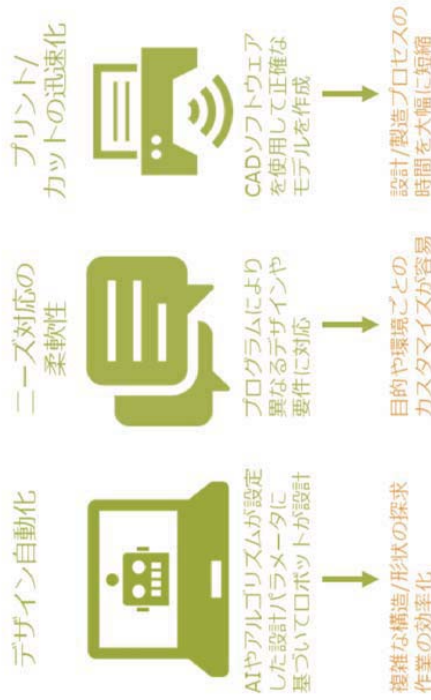 デザイン自動化
AIやアルゴリズムが設定
した設計パラメータに
基づいてロボットが設計
複雑な構造/形状の探求
作業の効率化
ニーズ対応の
柔軟性
プログラムにより
異なるデザインや
要件に対応
目的や環境ごとの
カスタマイズが容易
プリント/
カットの迅速化
CADソフトウェア
を使用して正確な
モデルを作成
設計/製造プロセスの
時間を大幅に短縮